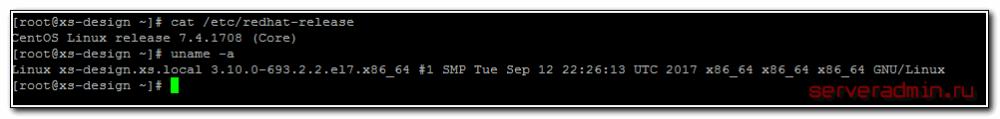 [root@xs-design ~]# cat /etc/redhat-release
CentOS Linux release 7.4.1708 (Core)
[root@xs-design ~]# uname -a
Linux xs-design.xs.local 3.10.0-693.2.2.el7.x86_64 #1 SMP Tue Sep 12 22:26:13 UTC 2017 x86_64 x86_64 x86_64 GNU/Linux
[root@xs-design ~]#
serveradmin.ru